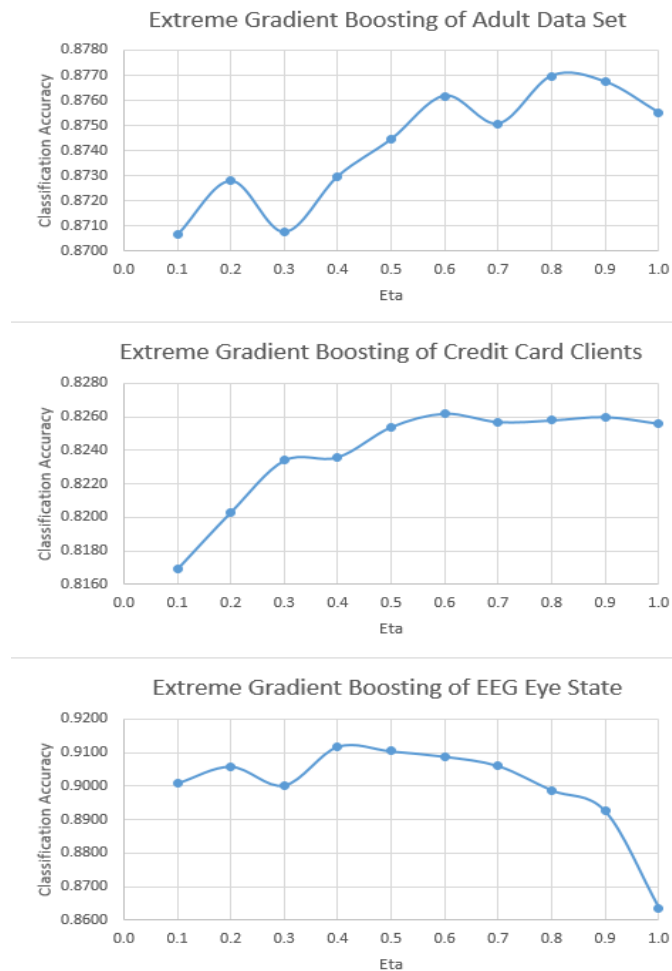 Extreme Gradient Boosting of Adult Data Set
0.8780
0.8770
0.8760
0.8750
0.8740
0.8730
0.8720
0.8710
0.8700
Classification Accuracy
0.0 0.1 0.2 0.3 0.4 0.5 0.6 0.7 0.8 0.9 1.0
Eta
Extreme Gradient Boosting of Credit Card Clients
0.8280
0.8260
0.8240
0.8220
0.8200
0.8180
0.8160
Classification Accuracy
0.0 0.1 0.2 0.3 0.4 0.5 0.6 0.7 0.8 0.9 1.0
Eta
Extreme Gradient Boosting of EEG Eye State
0.9200
0.9100
0.9000
0.8900
0.8800
0.8700
0.8600
Classification Accuracy
0.0 0.1 0.2 0.3 0.4 0.5 0.6 0.7 0.8 0.9 1.0
Eta